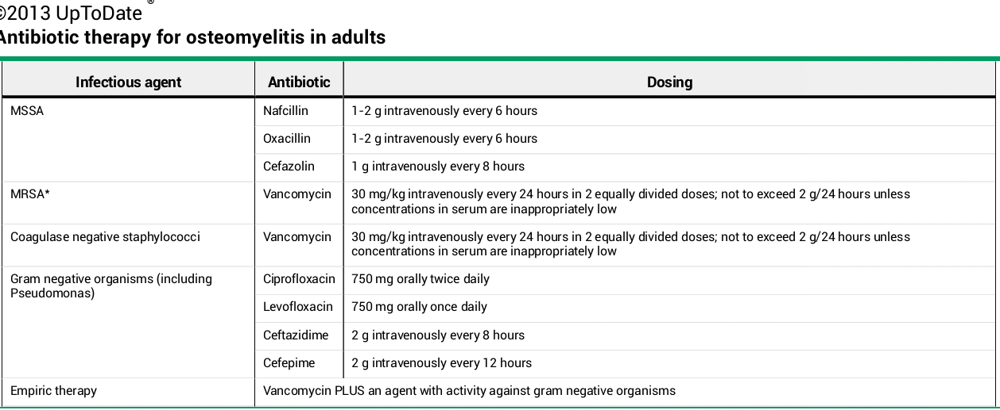 ©2013 UpToDate ®
Antibiotic therapy for osteomyelitis in adults
Infectious agent Antibiotic Dosing
MSSA Nafcillin 1-2 g intravenously every 6 hours
Oxacillin 1-2 g intravenously every 6 hours
Cefazolin 1 g intravenously every 8 hours
MRSA* Vancomycin 30 mg/kg intravenously every 24 hours in 2 equally divided doses; not to exceed 2 g/24 hours unless
concentrations in serum are inappropriately low
Coagulase negative staphylococci Vancomycin 30 mg/kg intravenously every 24 hours in 2 equally divided doses; not to exceed 2 g/24 hours unless
concentrations in serum are inappropriately low
Gram negative organisms (including Ciprofloxacin 750 mg orally twice daily
Pseudomonas)
Levofloxacin 750 mg orally once daily
Ceftazidime 2 g intravenously every 8 hours
Cefepime 2 g intravenously every 12 hours
Empiric therapy Vancomycin PLUS an agent with activity against gram negative organisms